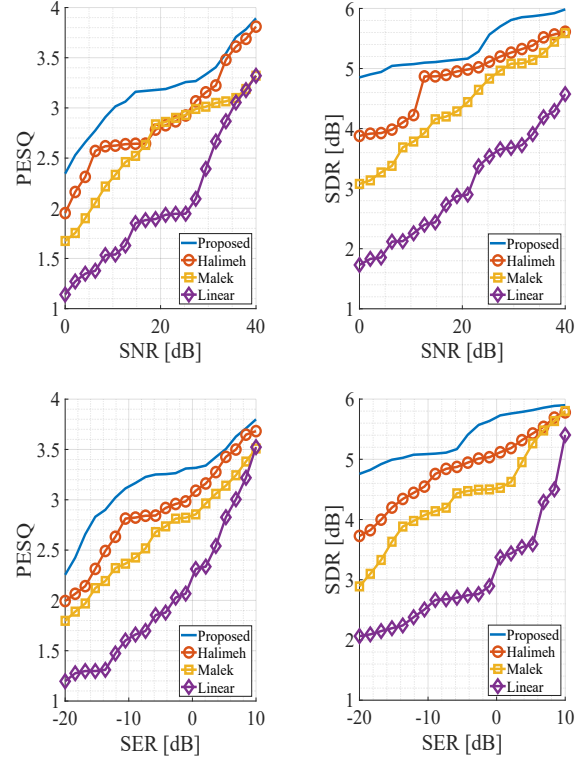 4
3.5
3
2.5
2
1.5
1
PESQ
0
20
40
SNR [dB]
Proposed
Halimeh
Malek
Linear
6
5
4
3
2
1
SDR [dB]
0
20
40
SNR [dB]
Proposed
Halimeh
Malek
Linear
4
3.5
3
2.5
2
1.5
1
PESQ
-20
-10
0
10
SER [dB]
Proposed
Halimeh
Malek
Linear
6
5
4
3
2
1
SDR [dB]
-20
-10
0
10
SER [dB]
Proposed
Halimeh
Malek
Linear